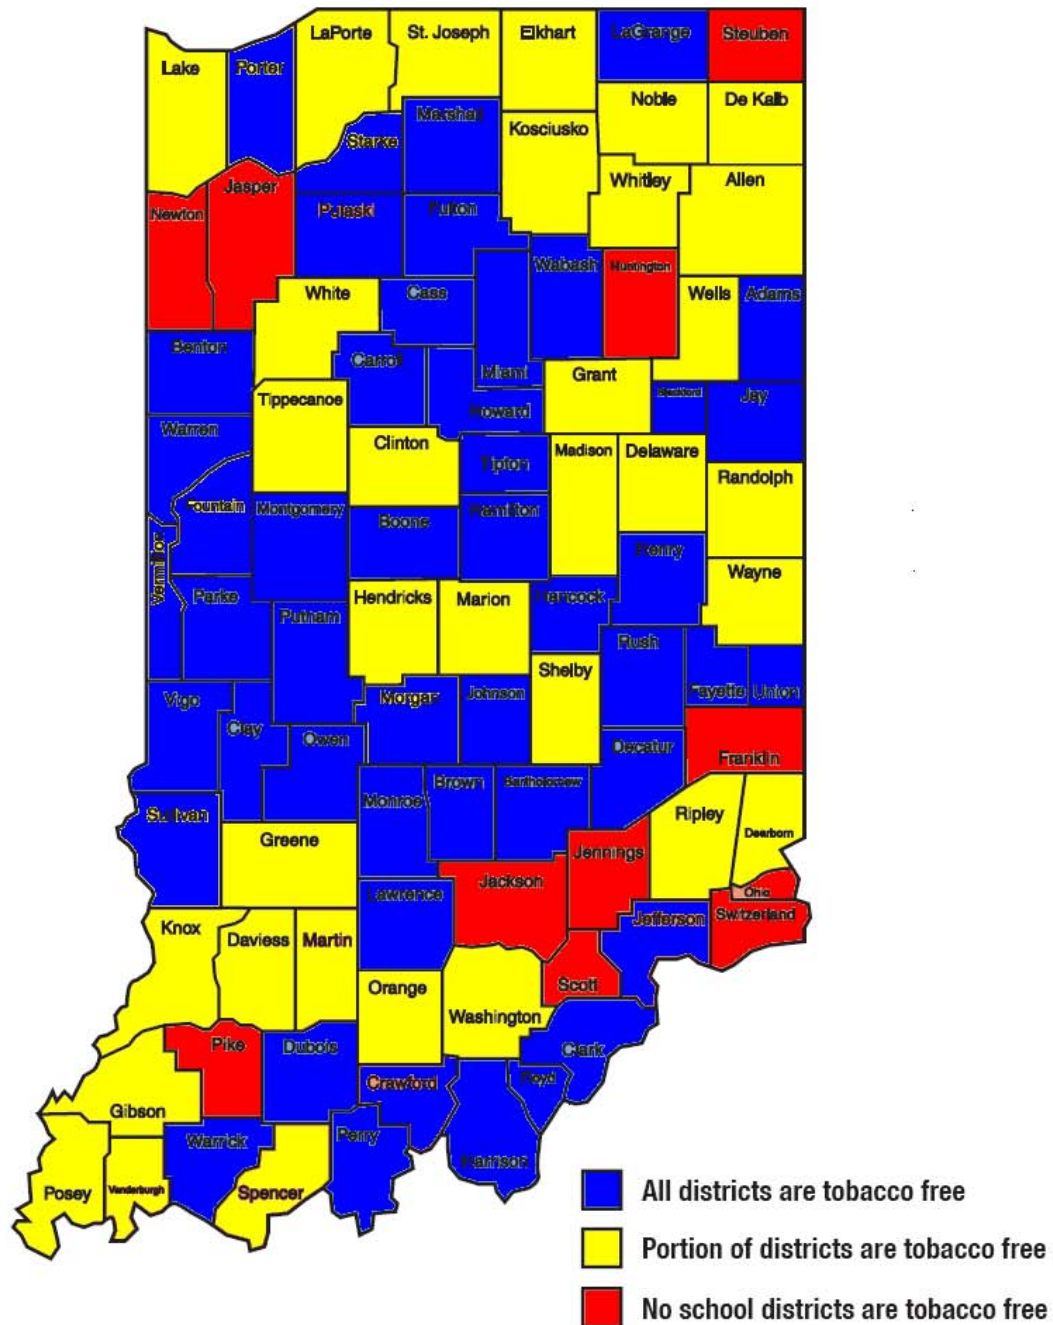 LaPorte
St. Joseph
Elkhart
LaGrange
Steuben
Lake
Porter
Noble
De Kalb
Marshall
Kosciusko
Starke
Whitley
Allen
Jasper
Newton
Pulaski
Fulton
Wabash
Huntington
White
Cass
Wells
Adams
Benton
Carroll
Miami
Grant
Tippecanoe
Blackford
Jay
Howard
Warren
Clinton
Tipton
Madison
Delaware
Randolph
Fountain
Montgomery
Boone
Hamilton
Henry
Vermillion
Wayne
Parke
Hendricks
Marion
Hancock
Putnam
Rush
Shelby
Vigo
Morgan
Johnson
Fayette
Union
Clay
Owen
Decatur
Franklin
Monroe
Brown
Bartholomew
Sullivan
Ripley
Dearborn
Greene
Jennings
Jackson
Lawrence
Ohio
Switzerland
Jefferson
Knox
Daviess
Martin
Orange
Scott
Washington
Pike
Dubois
Clark
Crawford
Floyd
Gibson
Warrick
Perry
Harrison
Posey
Vanderburgh
Spencer
All districts are tobacco free
Portion of districts are tobacco free
No school districts are tobacco free